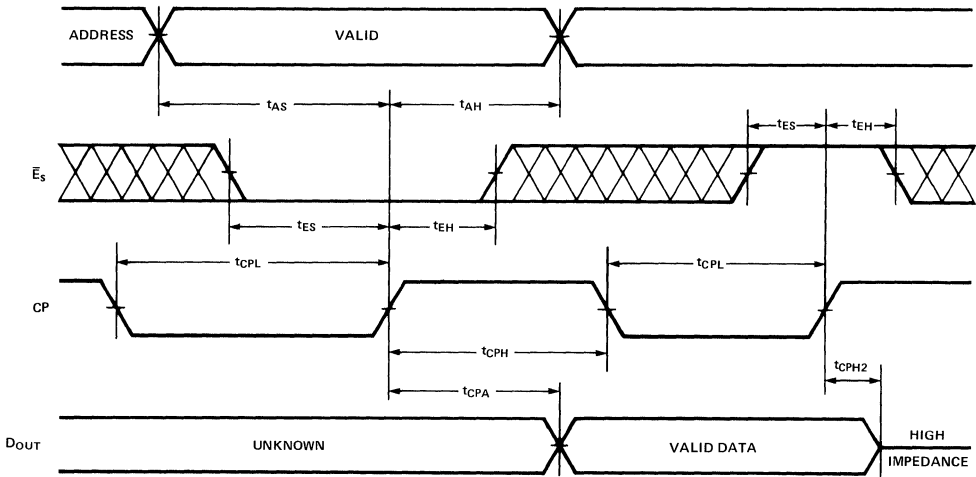 ADDRESS VALID
tAS tAH
tES tEH
Ēs
tES tEH
tCPL tCPL
CP
tCPH
tCPH2
tCPA
DOUT UNKNOWN VALID DATA HIGH
IMPEDANCE